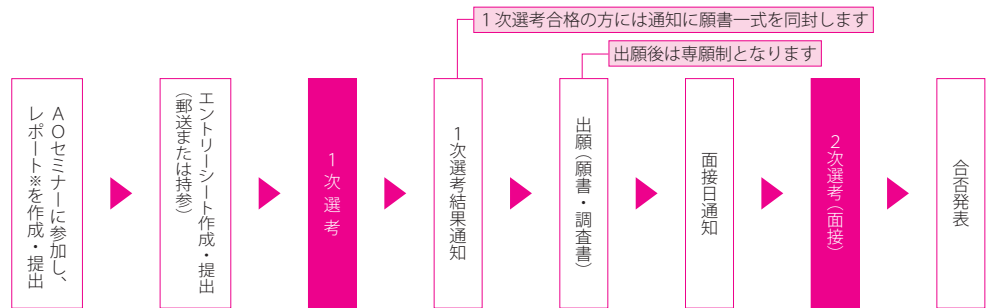 1次選考合格の方には通知に願書一式を同封します
出願後は専願制となります
AOセミナーに参加し、
レポート※を作成・提出
エントリーシート作成・提出
（郵送または持参）
1次選考
1次選考結果通知
出願（願書・調査書）
面接日通知
2次選考（面接）
合否発表